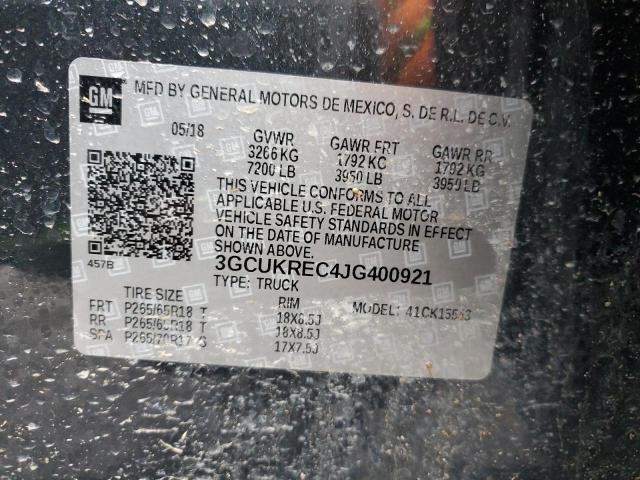 GM
MFD BY GENERAL MOTORS DE MEXICO, S. DE R.L. DE C.V.
05/18 GVWR GAWR FRT GAWR RR
3266 KG 1792 KG 1792 KG
7200 LB 3950 LB 3950 LB
THIS VEHICLE CONFORMS TO ALL
APPLICABLE U.S. FEDERAL MOTOR
VEHICLE SAFETY STANDARDS IN EFFECT
ON THE DATE OF MANUFACTURE
SHOWN ABOVE.
457B
3GCUKREC4JG400921
TYPE: TRUCK
TIRE SIZE RIM MODEL: 41CK15543
FRT P265/65R18 T 18X8.5J
RR P265/65R18 T 18X8.5J
SPA P265/70R17 S 17X7.5J